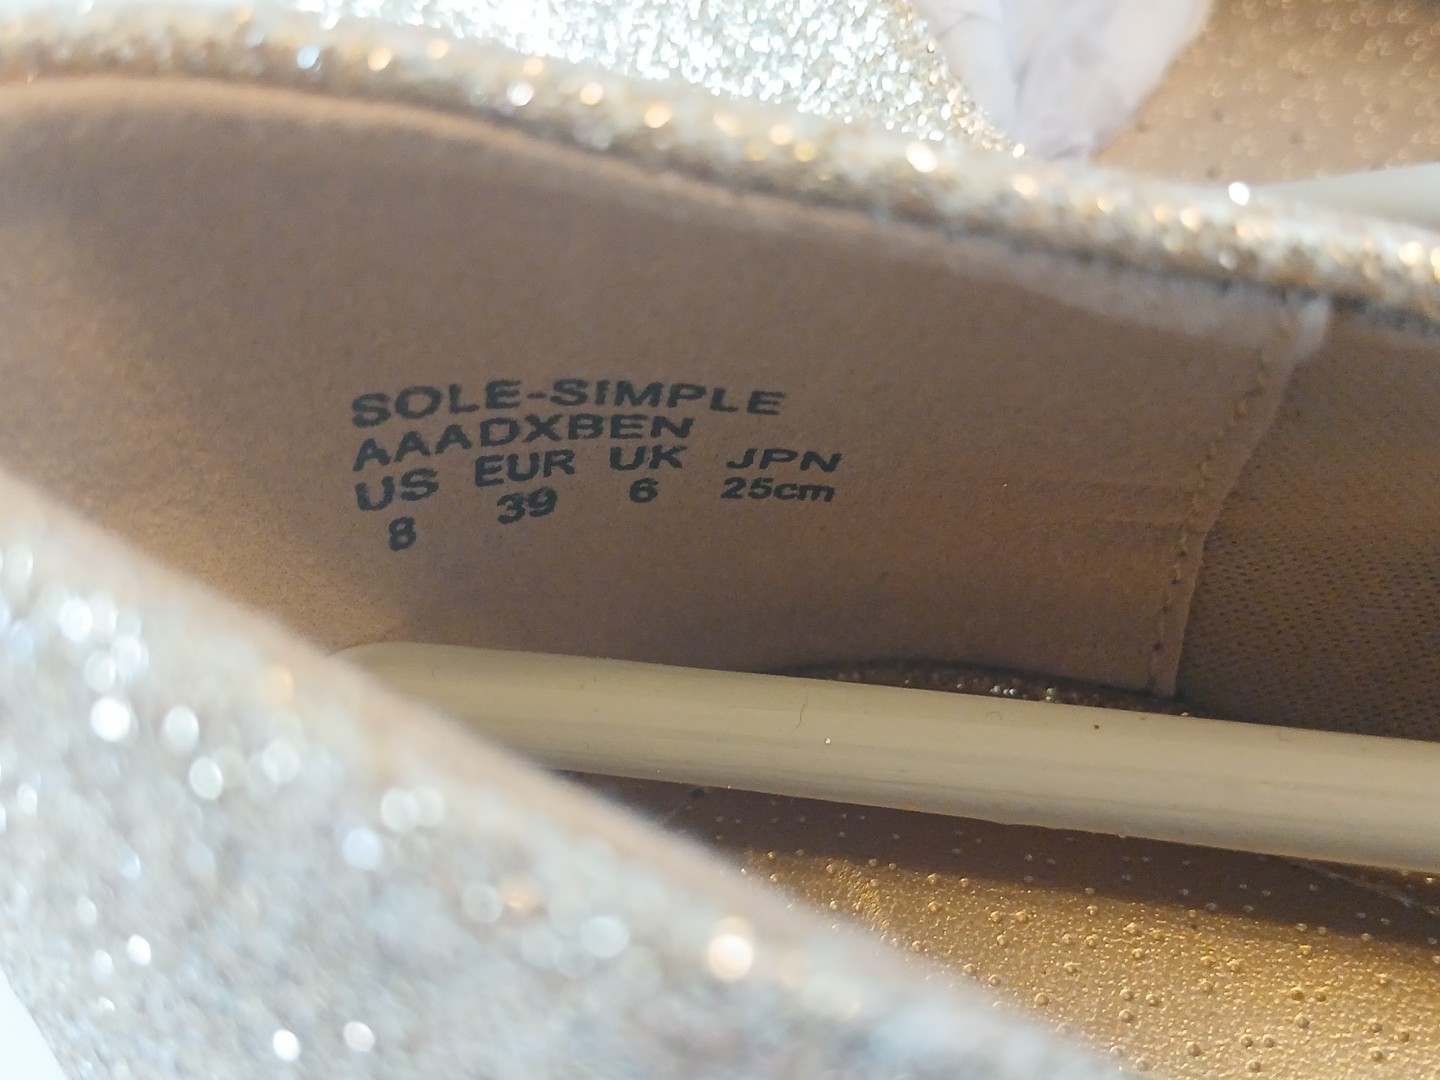 SOLE-SIMPLE
AAADXBEN
US EUR UK JPN
8 39 6 25cm